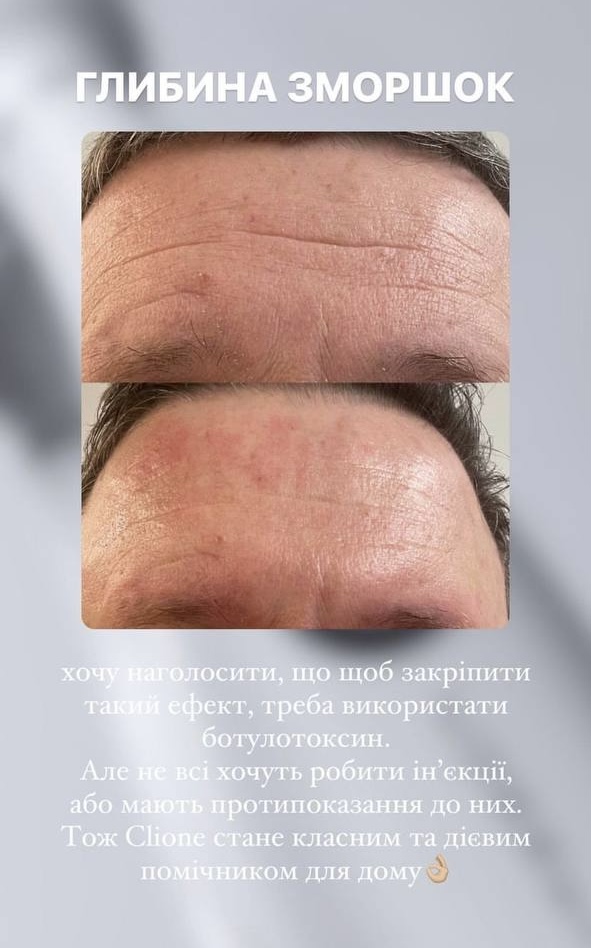 ГЛИБИНА ЗМОРШОК
хочу наголосити, що щоб закріпити
такий ефект, треба використати
ботулотоксин.
Але не всі хочуть робити ін’єкції,
або мають протипоказання до них.
Тож Clione стане класним та дієвим
помічником для дому👌🏼